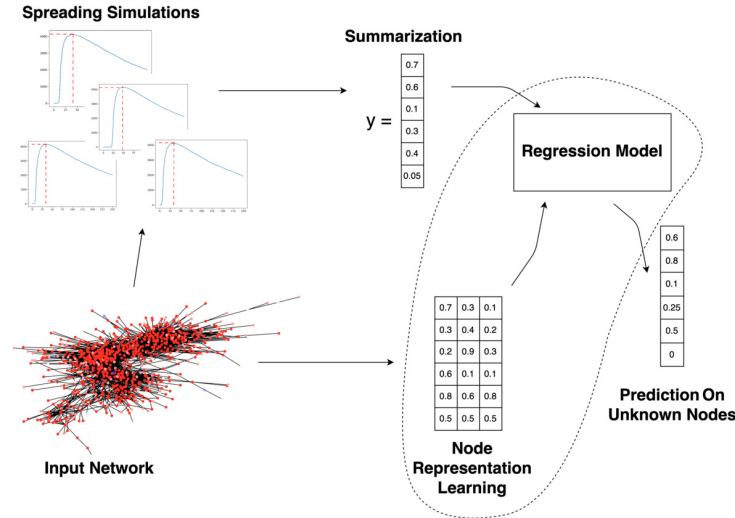 Spreading Simulations
Summarization
y =
0.7
0.6
0.1
0.3
0.4
0.05
Regression Model
0.7 0.3 0.1
0.3 0.4 0.2
0.2 0.9 0.3
0.6 0.1 0.1
0.8 0.6 0.8
0.5 0.5 0.5
Node
Representation
Learning
0.6
0.8
0.1
0.25
0.5
0
Prediction On
Unknown Nodes
Input Network